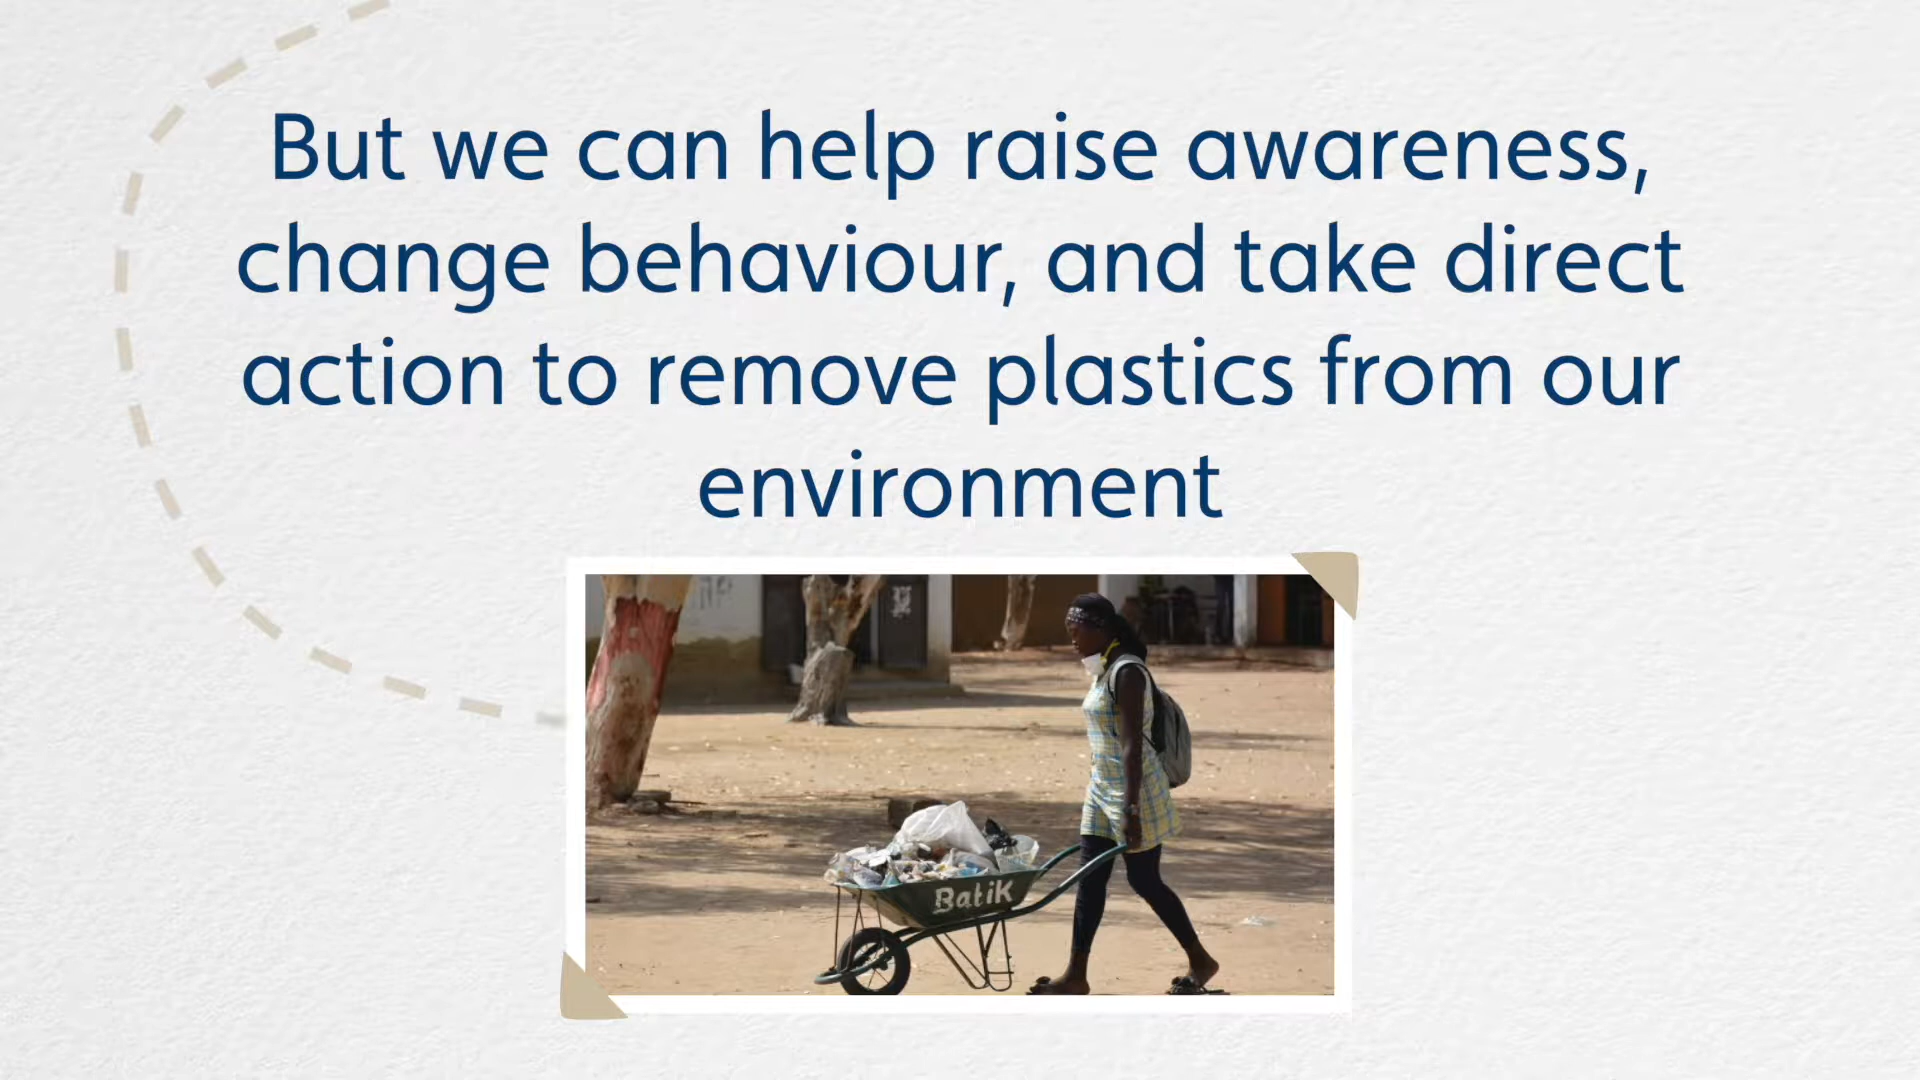 But we can help raise awareness,
change behaviour, and take direct
action to remove plastics from our
environment
Batik